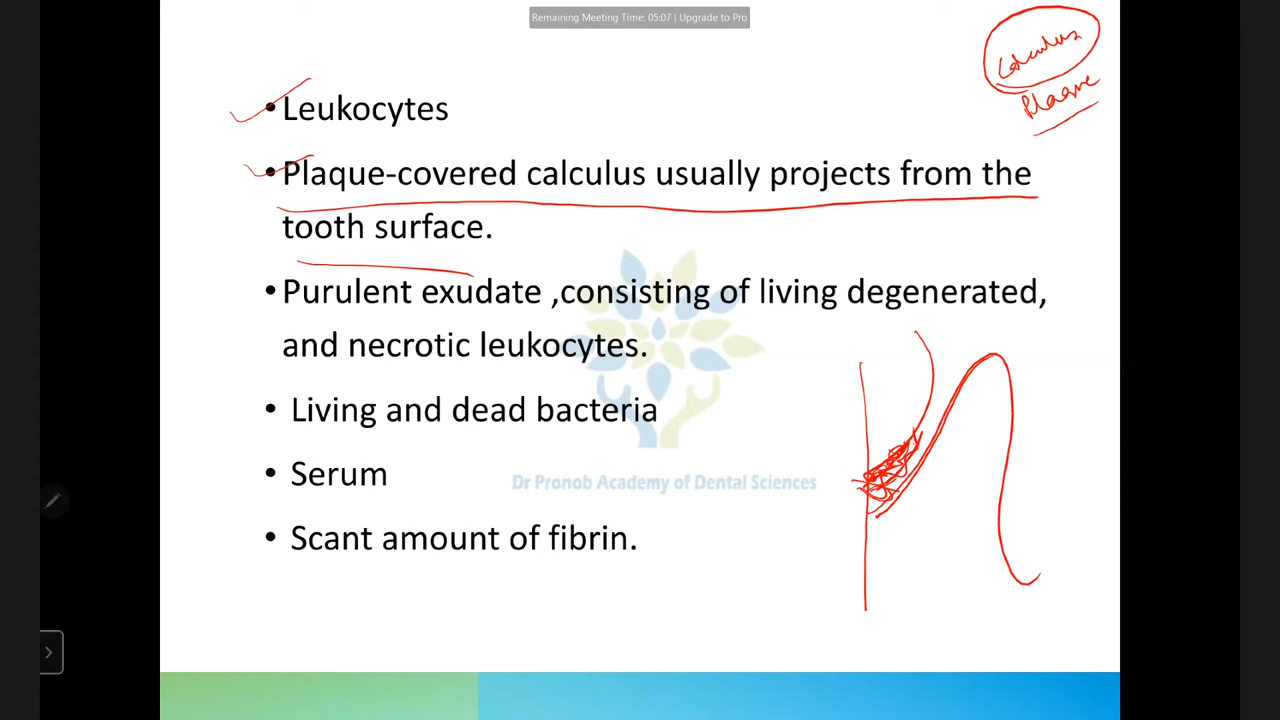 Remaining Meeting Time: 05:07 | Upgrade to Pro
Calculus
Plaque
• Leukocytes
• Plaque-covered calculus usually projects from the
tooth surface.
• Purulent exudate ,consisting of living degenerated,
and necrotic leukocytes.
• Living and dead bacteria
• Serum
Dr Pronob Academy of Dental Sciences
• Scant amount of fibrin.